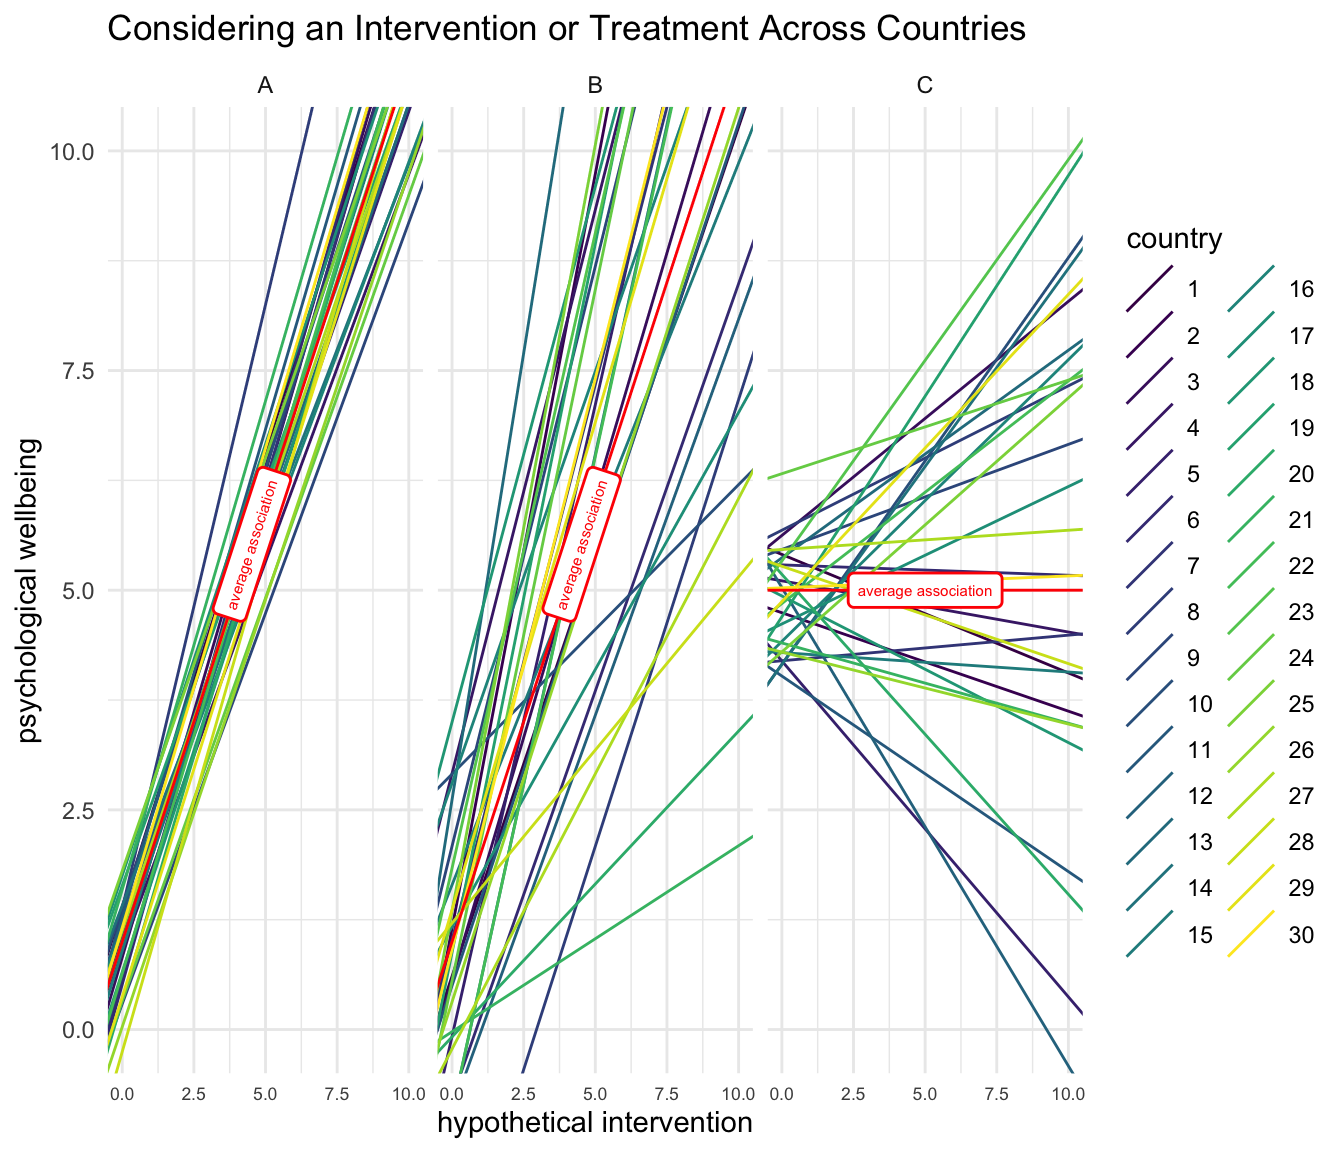 Considering an Intervention or Treatment Across Countries
A
B
C
psychological wellbeing
10.0
7.5
5.0
2.5
0.0
average association
average association
average association
0.0 2.5 5.0 7.5 10.0
0.0 2.5 5.0 7.5 10.0
0.0 2.5 5.0 7.5 10.0
hypothetical intervention
country
1
2
3
4
5
6
7
8
9
10
11
12
13
14
15
16
17
18
19
20
21
22
23
24
25
26
27
28
29
30